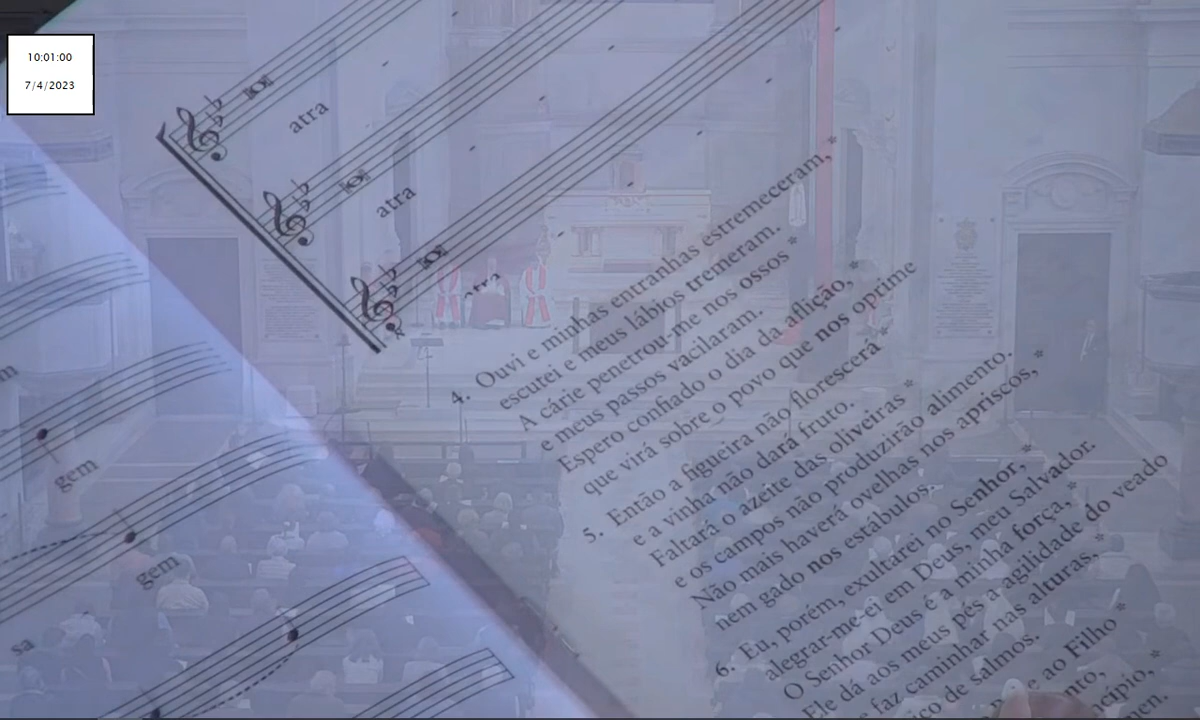 10:01:00
7/4/2023
atra
atra
gem
gem
sa
4. Ouvi e minhas entranhas estremeceram, *
escutei e meus lábios tremeram.
A cárie penetrou-me nos ossos *
e meus passos vacilaram.
Espero confiado o dia da aflição, *
que virá sobre o povo que nos oprime
5. Então a figueira não florescerá *
e a vinha não dará fruto.
Faltará o azeite das oliveiras *
e os campos não produzirão alimento.
Não mais haverá ovelhas nos apriscos, *
nem gado nos estábulos.
6. Eu, porém, exultarei no Senhor, *
alegrar-me-ei em Deus, meu Salvador.
O Senhor Deus é a minha força, *
Ele dá aos meus pés a agilidade do veado
e faz caminhar nas alturas, *
de salmos.
e ao Filho *